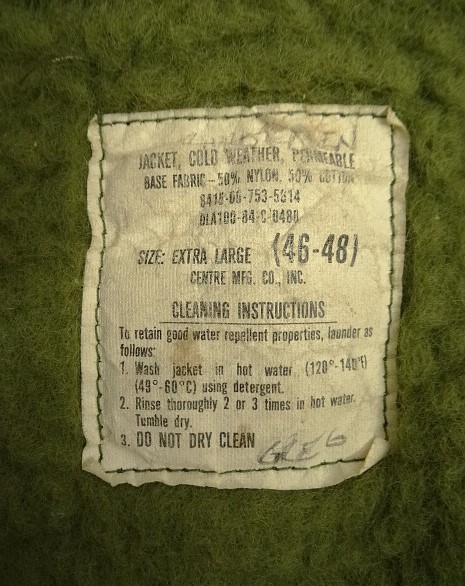 JACKET, COLD WEATHER, PERMEABLE
BASE FABRIC-50% NYLON, 50% COTTON
8415-00-753-5614
DLA100-84-C-0480
SIZE: EXTRA LARGE (46-48)
CENTRE MFG. CO., INC.
CLEANING INSTRUCTIONS
To retain good water repellent properties, launder as
follows:
1. Wash jacket in hot water (120°-140°F)
(49°-60°C) using detergent.
2. Rinse thoroughly 2 or 3 times in hot water.
Tumble dry.
3. DO NOT DRY CLEAN
GREG